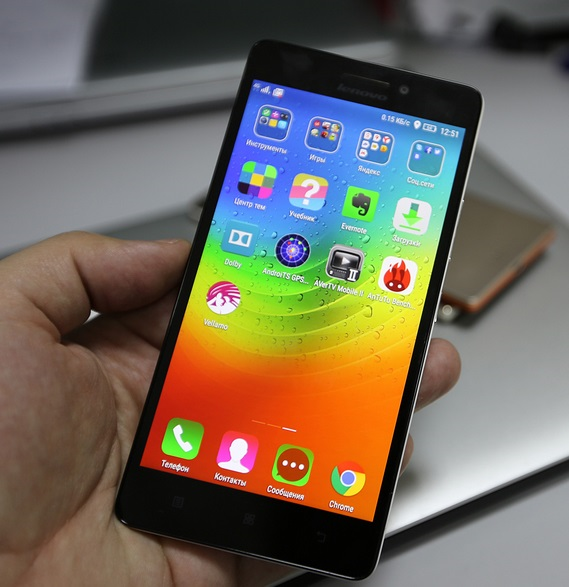 lenovo
0.15 КБ/с 12:51
Инструменты Игры Яндекс Соц.сети
Центр тем Учебник Evernote Загрузки
Dolby AndroiTS GPS... AVerTV Mobile II AnTuTu Bench...
Vellamo
Телефон Контакты Сообщения Chrome